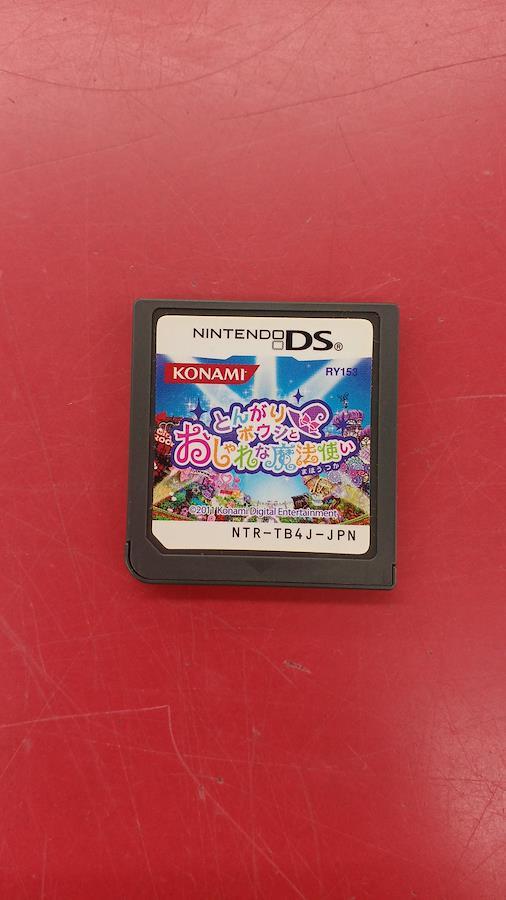 NINTENDO DS®
KONAMI
RY153
とんがり
ボウシと
おしゃれな魔法使い
まほうつか
©2011 Konami Digital Entertainment
NTR-TB4J-JPN